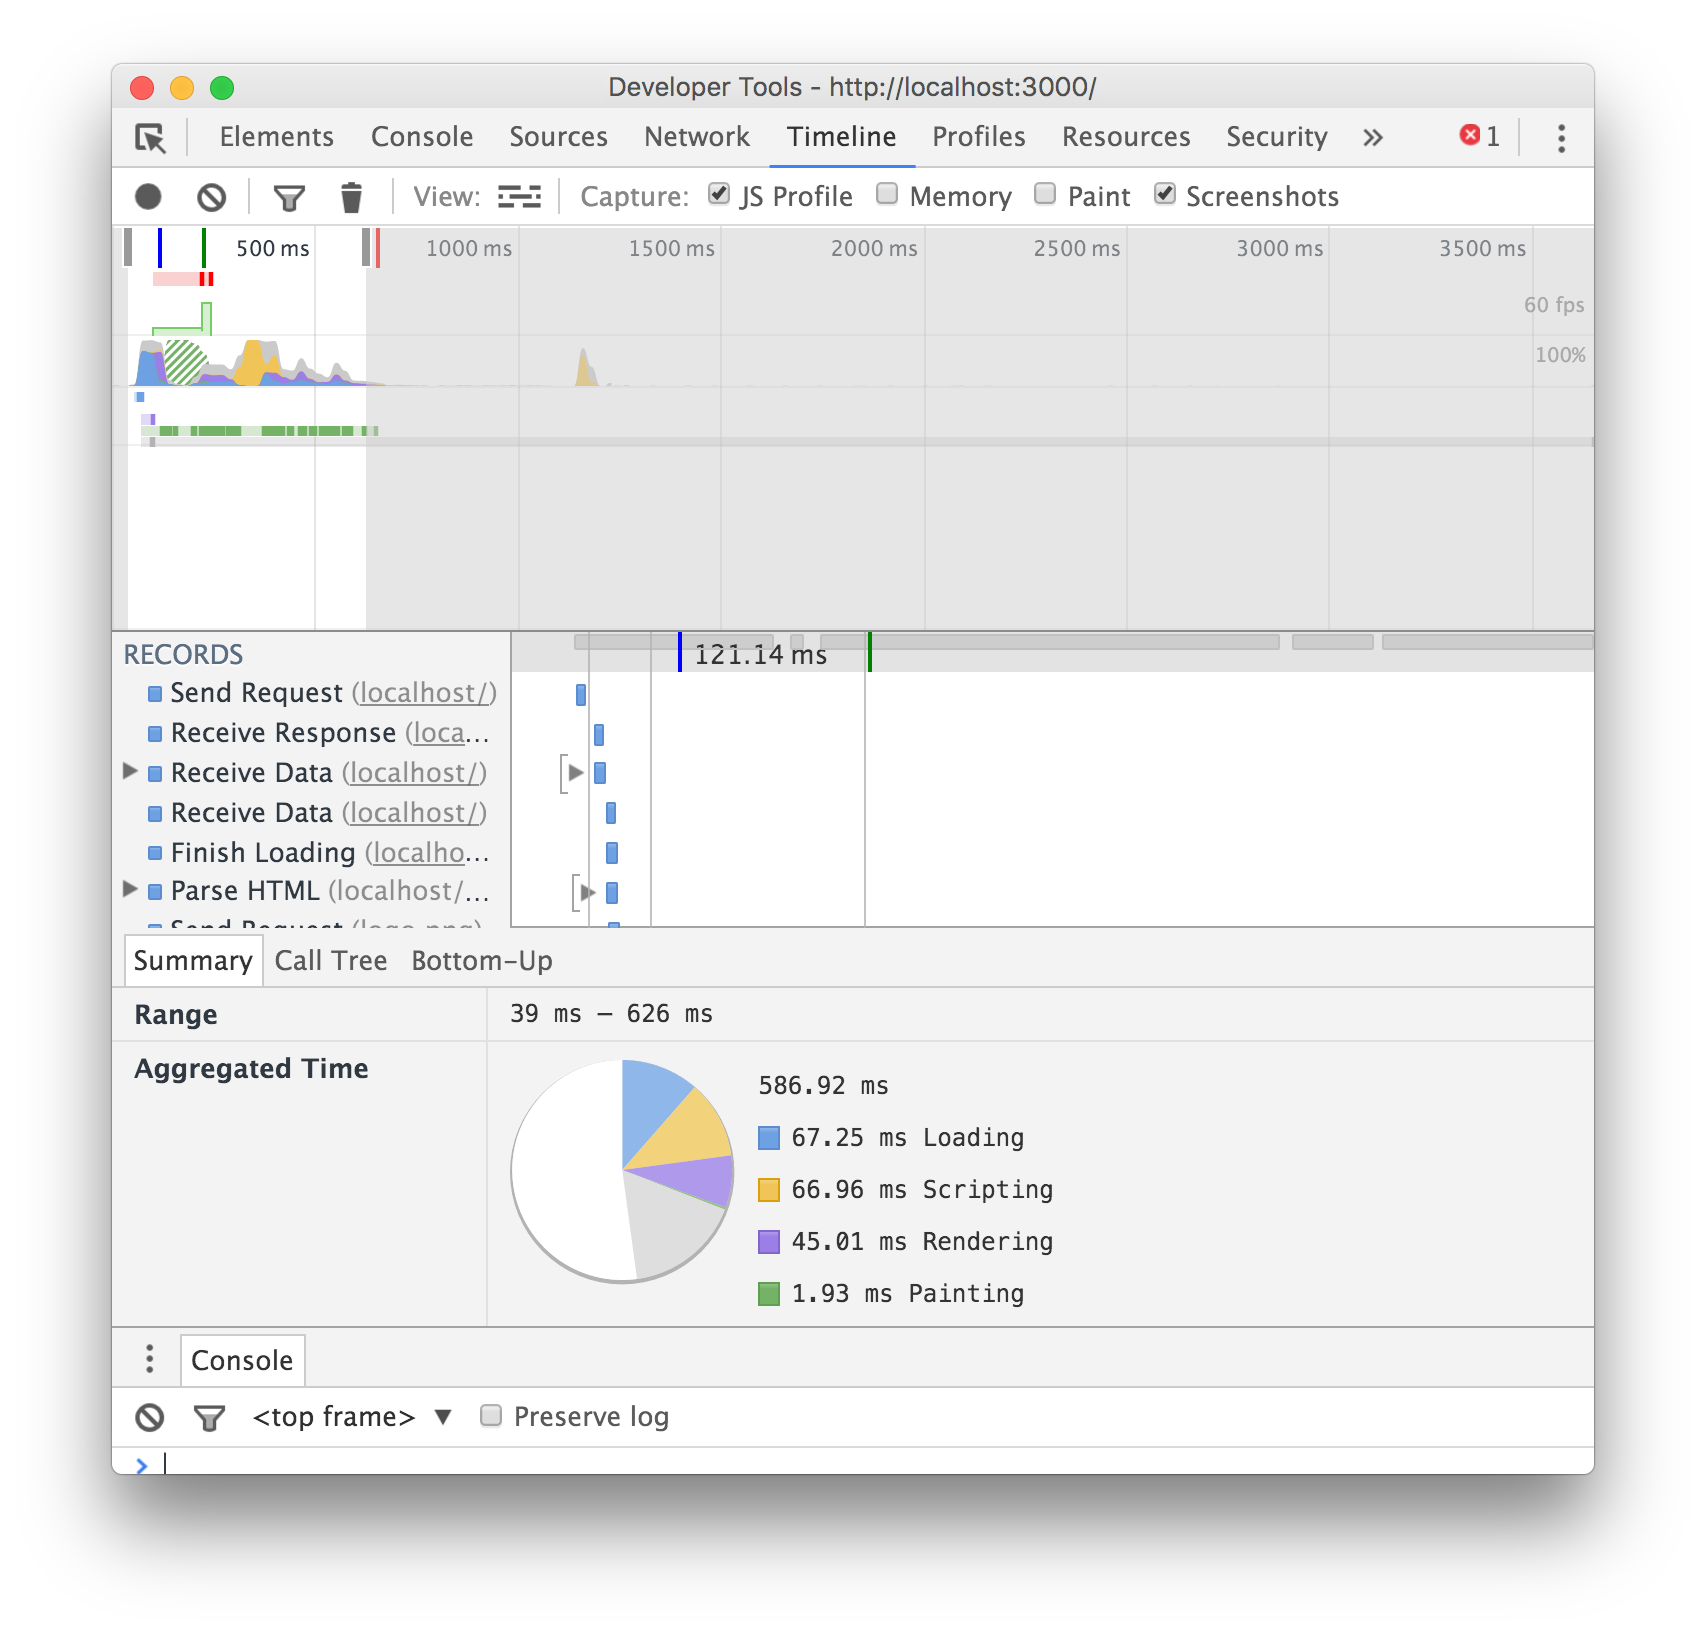 Developer Tools - http://localhost:3000/
Elements Console Sources Network Timeline Profiles Resources Security » 1
View: Capture: JS Profile Memory Paint Screenshots
500 ms 1000 ms 1500 ms 2000 ms 2500 ms 3000 ms 3500 ms
60 fps
100%
RECORDS 121.14 ms
Send Request (localhost/)
Receive Response (loca...
Receive Data (localhost/)
Receive Data (localhost/)
Finish Loading (localho...
Parse HTML (localhost/...
Send Request (logo.png)
Summary Call Tree Bottom-Up
Range 39 ms – 626 ms
Aggregated Time
586.92 ms
67.25 ms Loading
66.96 ms Scripting
45.01 ms Rendering
1.93 ms Painting
Console
<top frame> ▼ Preserve log
>